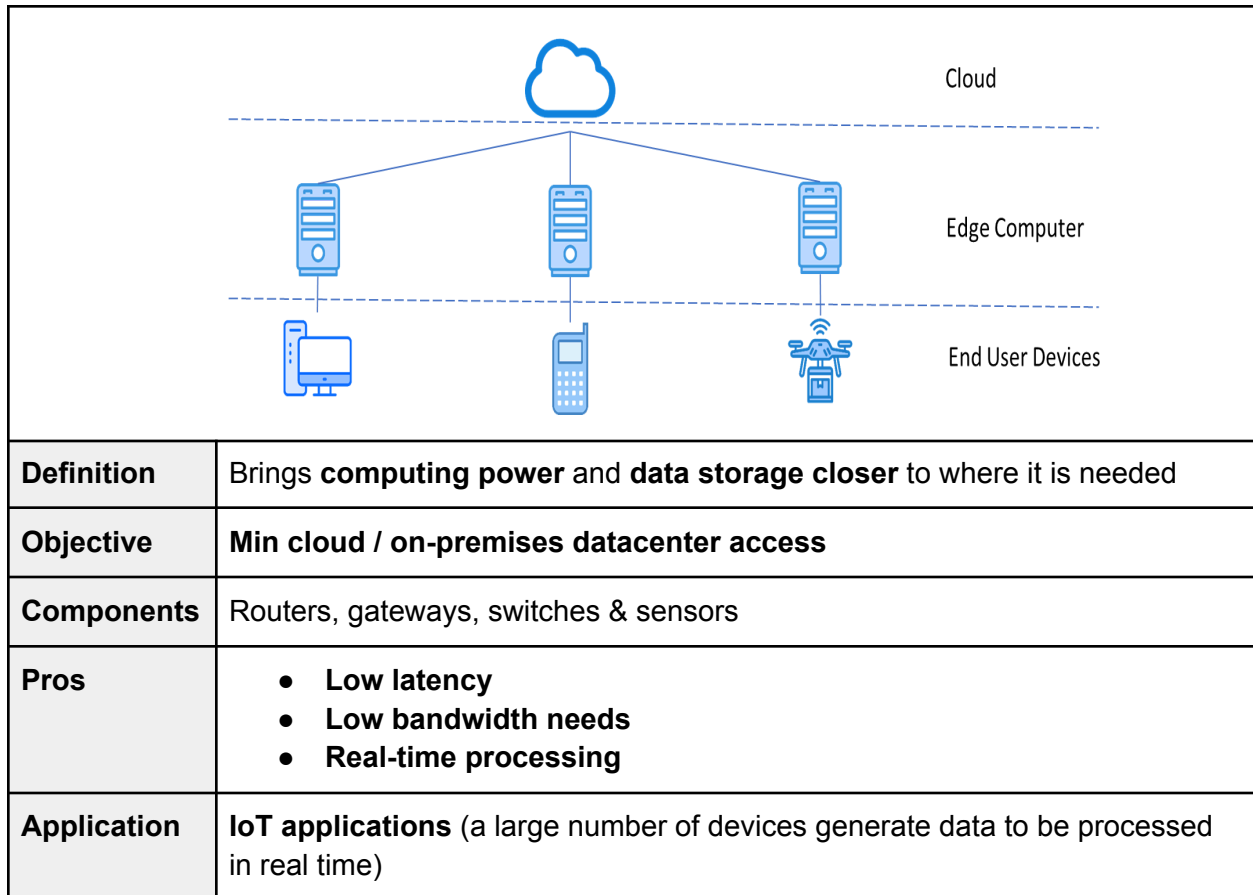 Cloud
Edge Computer
End User Devices
Definition Brings computing power and data storage closer to where it is needed
Objective Min cloud / on-premises datacenter access
Components Routers, gateways, switches & sensors
Pros
● Low latency
● Low bandwidth needs
● Real-time processing
Application IoT applications (a large number of devices generate data to be processed
in real time)